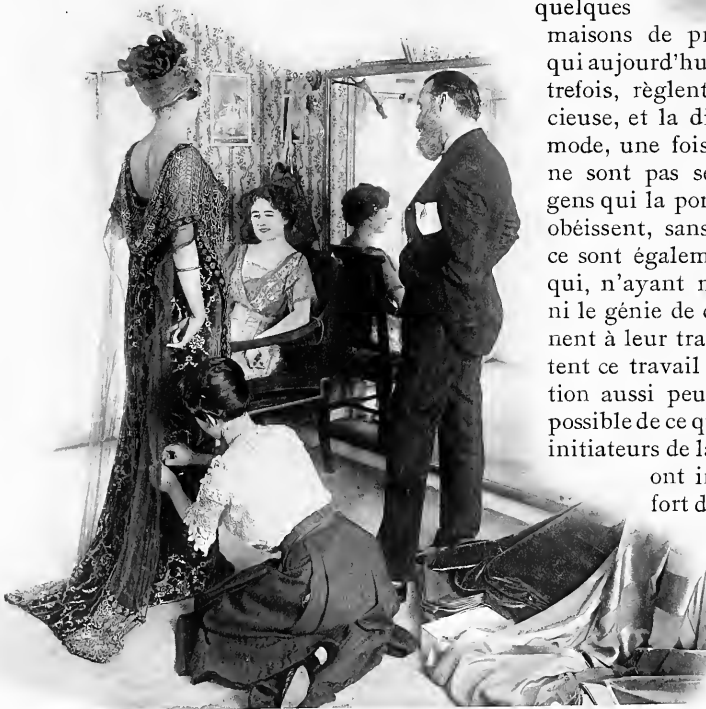 quelques
maisons de pr
qui aujourd'hu
trefois, règlent
cieuse, et la di
mode, une fois
ne sont pas se
gens qui la por
obéissent, sans
ce sont égalem
qui, n'ayant n
ni le génie de c
nent à leur tra
tent ce travail
tion aussi peu
possible de ce q
initiateurs de la
ont in
fort d